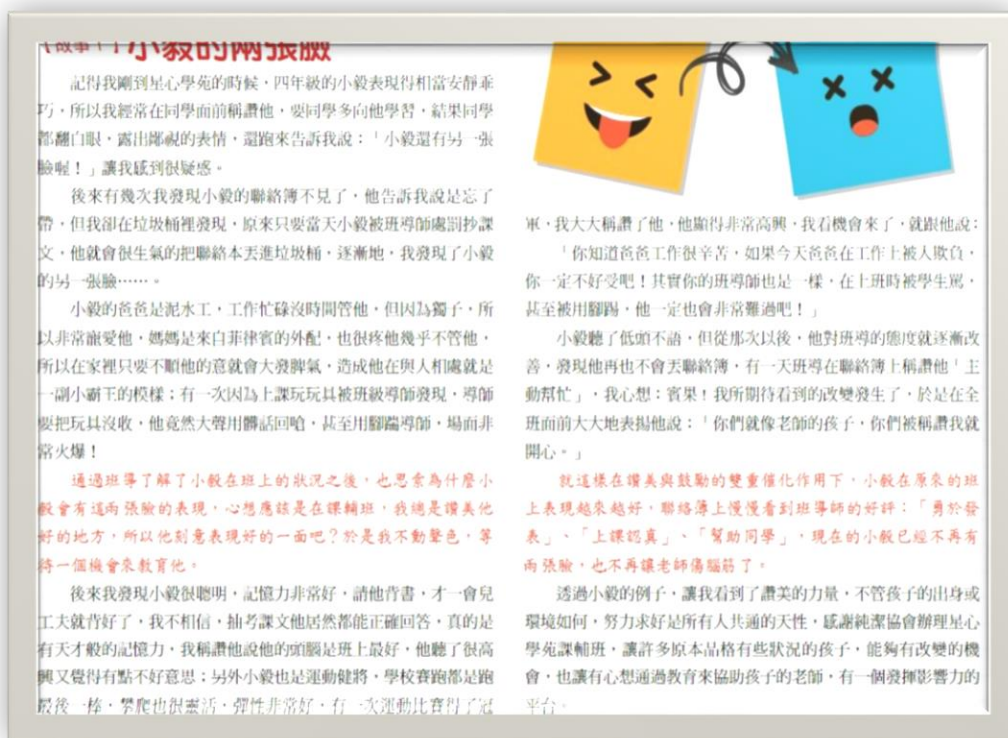 【故事1】小毅的兩張臉
記得我剛到星心學苑的時候，四年級的小毅表現得相當安靜乖
巧，所以我經常在同學面前稱讚他，要同學多向他學習，結果同學
都翻白眼，露出鄙視的表情，還跑來告訴我說：「小毅還有另一張
臉喔！」讓我感到很疑惑。
後來有幾次我發現小毅的聯絡簿不見了，他告訴我說是忘了
帶，但我卻在垃圾桶裡發現，原來只要當天小毅被班導師處罰抄課
文，他就會很生氣的把聯絡本丟進垃圾桶，逐漸地，我發現了小毅
的另一張臉……。
小毅的爸爸是泥水工，工作忙碌沒時間管他，但因為獨子，所
以非常寵愛他，媽媽是來自菲律賓的外配，也很疼他幾乎不管他，
所以在家裡只要不順他的意就會大發脾氣，造成他在與人相處就是
一副小霸王的模樣；有一次因為上課玩玩具被班級導師發現，導師
要把玩具沒收，他竟然大聲用髒話回嗆，甚至用腳踹導師，場面非
常火爆！
通過班導了解了小毅在班上的狀況之後，也思索為什麼小
毅會有這兩張臉的表現，心想應該是在課輔班，我總是讚美他
好的地方，所以他刻意表現好的一面吧？於是我不動聲色，等
待一個機會來教育他。
後來我發現小毅很聰明，記憶力非常好，請他背書，才一會兒
工夫就背好了，我不相信，抽考課文他居然都能正確回答，真的是
有天才般的記憶力，我稱讚他說他的頭腦是班上最好，他聽了很高
興又覺得有點不好意思；另外小毅也是運動健將，學校賽跑都是跑
最後一棒，攀爬也很靈活，彈性非常好，有一次運動比賽得了冠
軍，我大大稱讚了他，他顯得非常高興，我看機會來了，就跟他說：
「你知道爸爸工作很辛苦，如果今天爸爸在工作上被人欺負，
你一定不好受吧！其實你的班導師也是一樣，在上班時被學生罵，
甚至被用腳踢，他一定也會非常難過吧！」
小毅聽了低頭不語，但從那次以後，他對班導的態度就逐漸改
善，發現他再也不會丟聯絡簿，有一天班導在聯絡簿上稱讚他「主
動幫忙」，我心想：賓果！我所期待看到的改變發生了，於是在全
班面前大大地表揚他說：「你們就像老師的孩子，你們被稱讚我就
開心。」
就這樣在讚美與鼓勵的雙重催化作用下，小毅在原來的班
上表現越來越好，聯絡簿上慢慢看到班導師的好評：「勇於發
表」、「上課認真」、「幫助同學」，現在的小毅已經不再有
兩張臉，也不再讓老師傷腦筋了。
透過小毅的例子，讓我看到了讚美的力量，不管孩子的出身或
環境如何，努力求好是所有人共通的天性，感謝純潔協會辦理星心
學苑課輔班，讓許多原本品格有些狀況的孩子，能夠有改變的機
會，也讓有心想通過教育來協助孩子的老師，有一個發揮影響力的
平台。